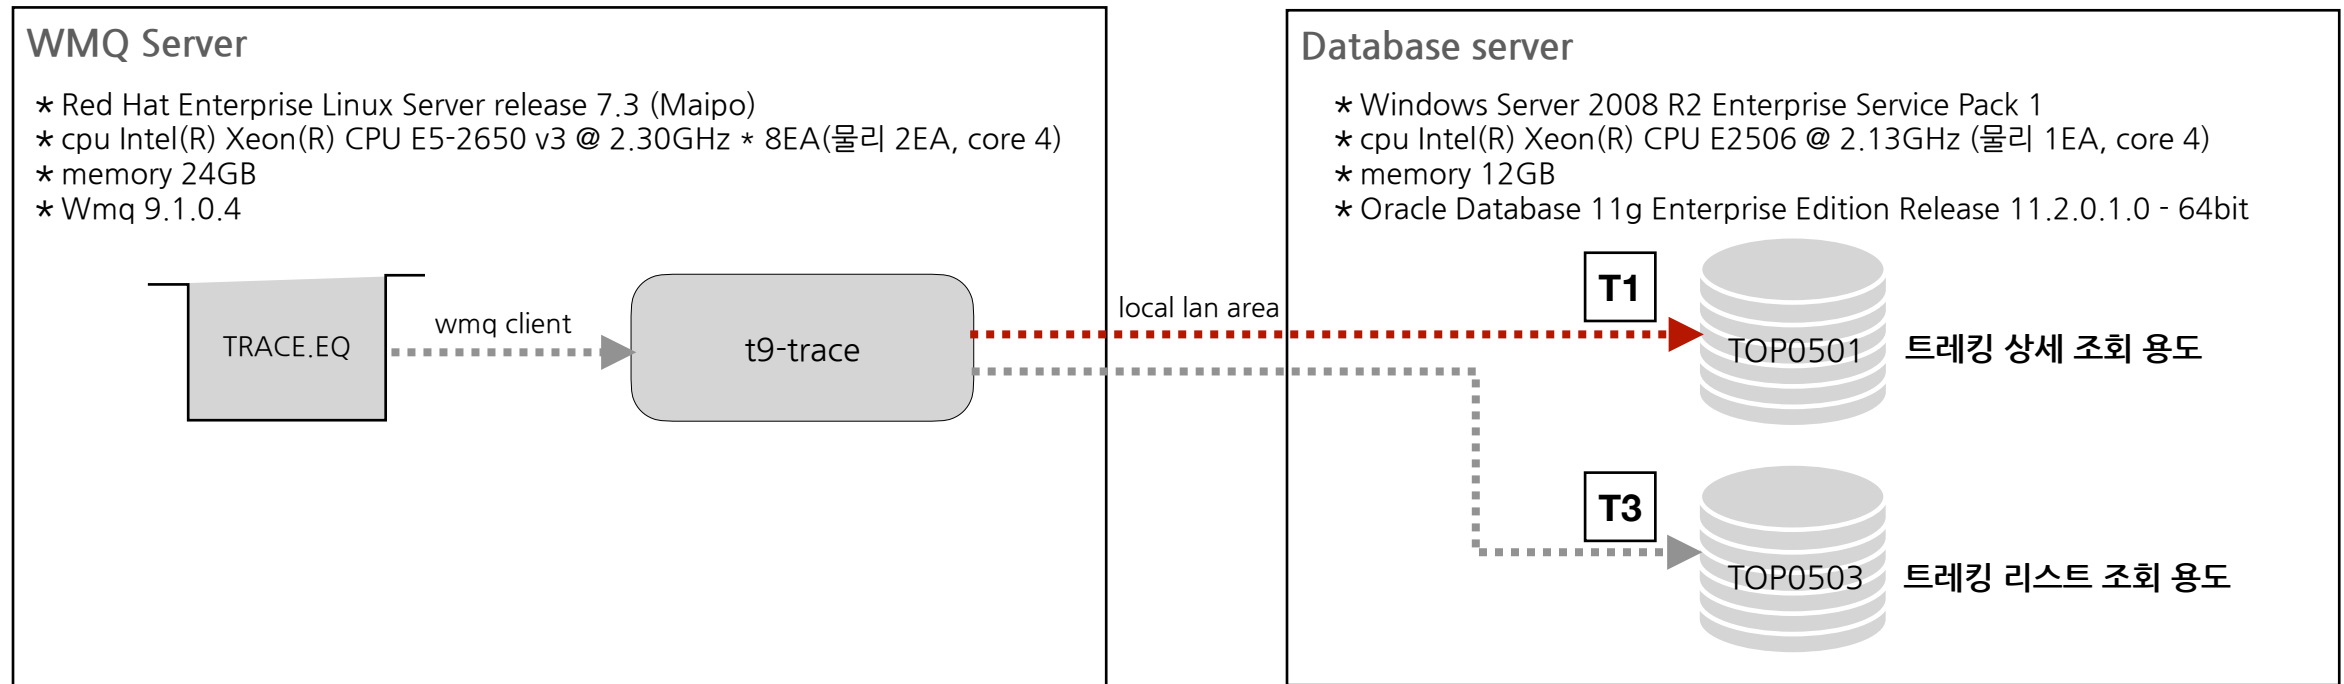 WMQ Server
* Red Hat Enterprise Linux Server release 7.3 (Maipo)
* cpu Intel(R) Xeon(R) CPU E5-2650 v3 @ 2.30GHz * 8EA(물리 2EA, core 4)
* memory 24GB
* Wmq 9.1.0.4
TRACE.EQ
wmq client
t9-trace
local lan area
Database server
* Windows Server 2008 R2 Enterprise Service Pack 1
* cpu Intel(R) Xeon(R) CPU E2506 @ 2.13GHz (물리 1EA, core 4)
* memory 12GB
* Oracle Database 11g Enterprise Edition Release 11.2.0.1.0 - 64bit
T1
TOP0501
트레킹 상세 조회 용도
T3
TOP0503
트레킹 리스트 조회 용도